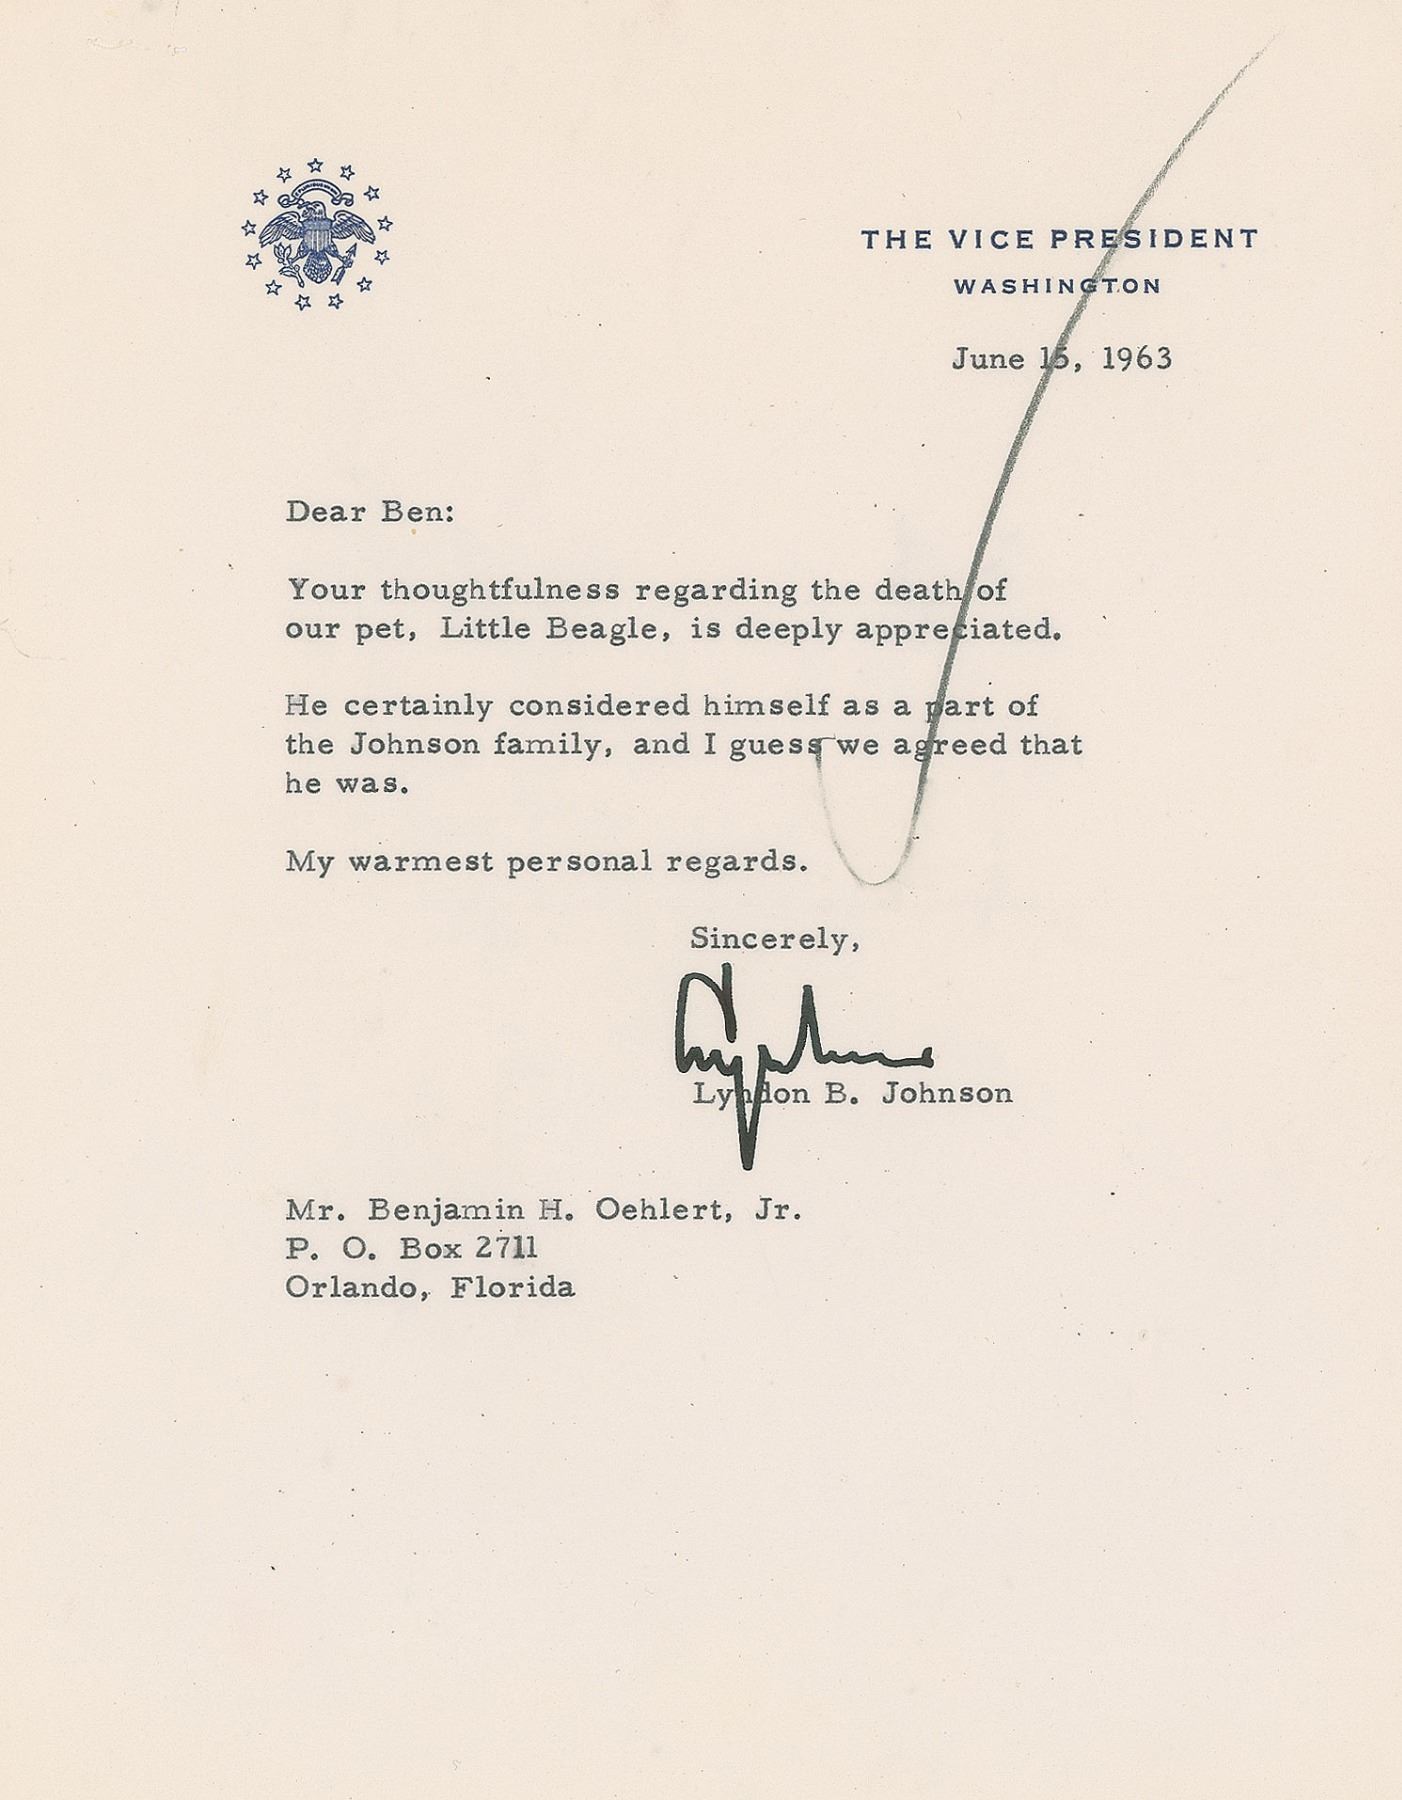 THE VICE PRESIDENT
WASHINGTON
June 15, 1963
Dear Ben:
Your thoughtfulness regarding the death of
our pet, Little Beagle, is deeply appreciated.
He certainly considered himself as a part of
the Johnson family, and I guess we agreed that
he was.
My warmest personal regards.
Sincerely,
Lyndon B. Johnson
Mr. Benjamin H. Oehlert, Jr.
P. O. Box 2711
Orlando, Florida